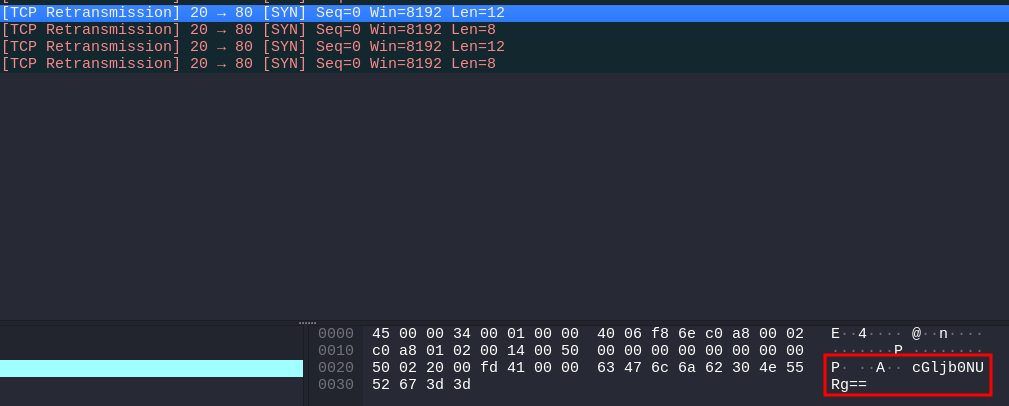 [TCP Retransmission] 20 → 80 [SYN] Seq=0 Win=8192 Len=12
[TCP Retransmission] 20 → 80 [SYN] Seq=0 Win=8192 Len=8
[TCP Retransmission] 20 → 80 [SYN] Seq=0 Win=8192 Len=12
[TCP Retransmission] 20 → 80 [SYN] Seq=0 Win=8192 Len=8
0000 45 00 00 34 00 01 00 00 40 06 f8 6e c0 a8 00 02 E··4····@··n····
0010 c0 a8 01 02 00 14 00 50 00 00 00 00 00 00 00 00 ·······P········
0020 50 02 20 00 fd 41 00 00 63 47 6c 6a 62 30 4e 55 P· ··A··cGljb0NU
0030 52 67 3d 3d Rg==